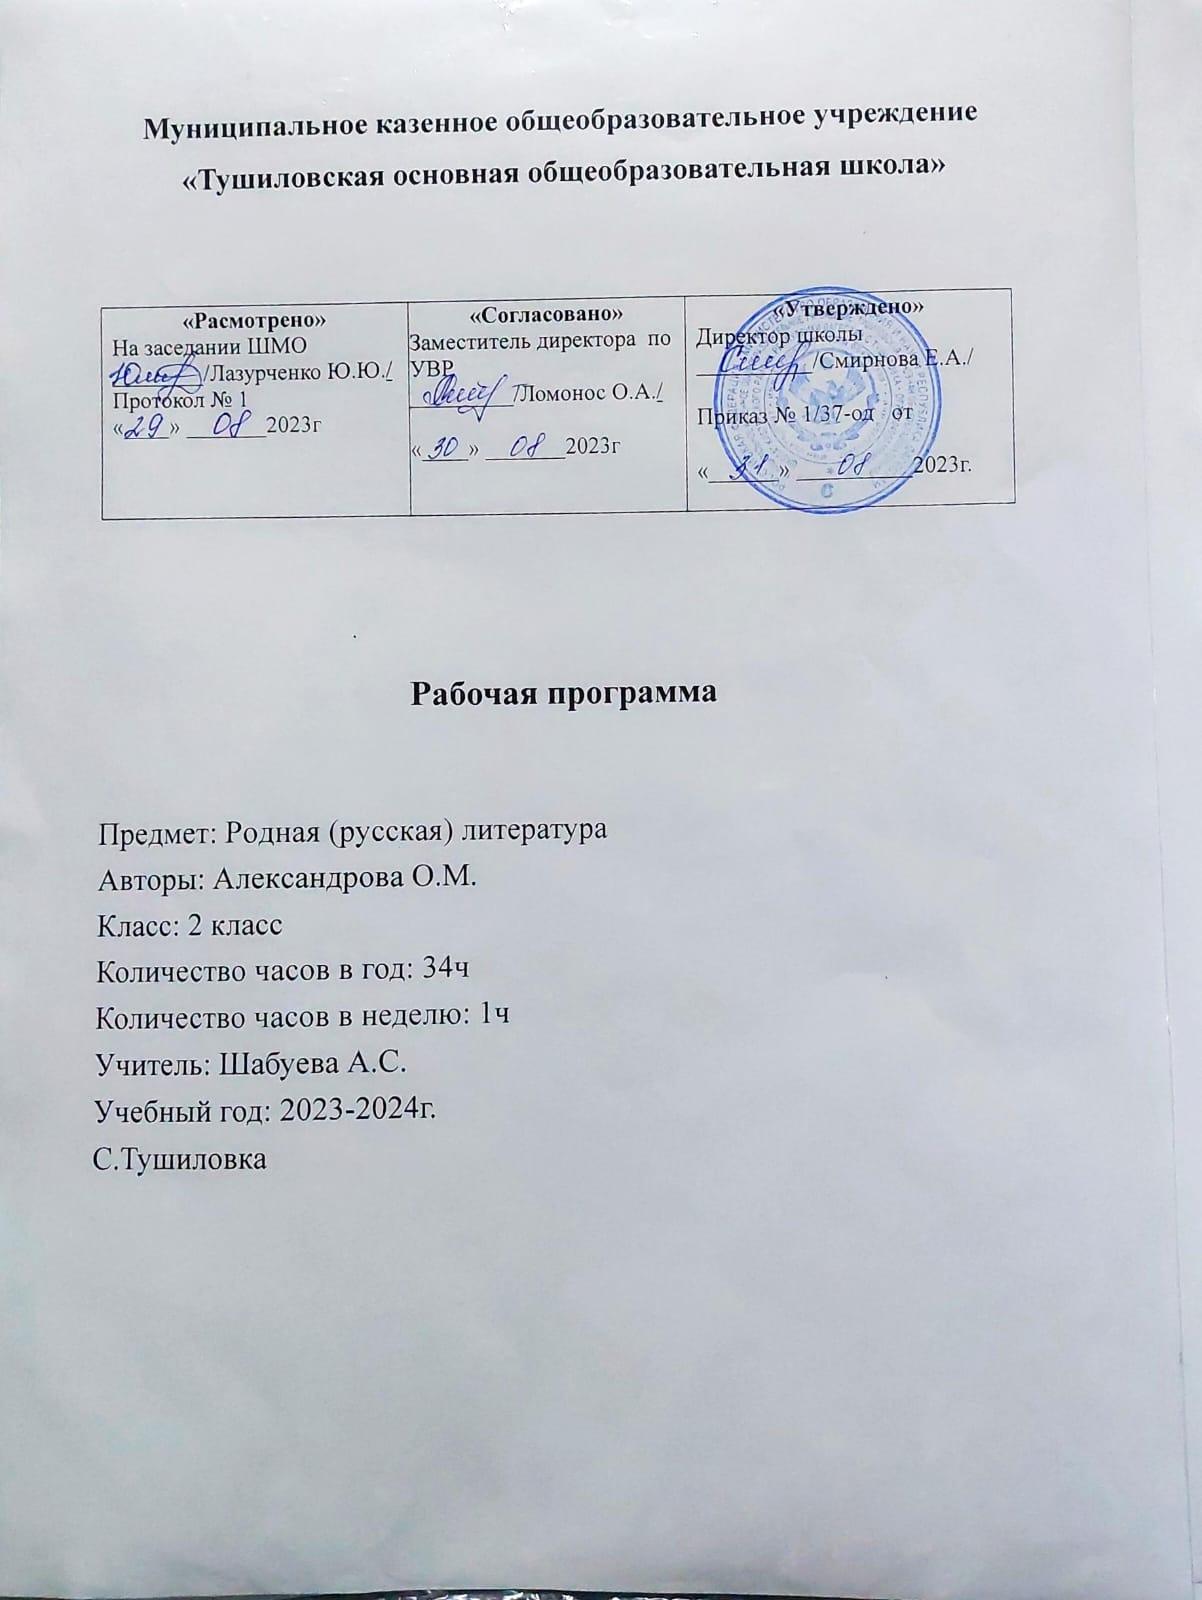 Муниципальное казенное общеобразовательное учреждение
«Тушиловская основная общеобразовательная школа»
«Расмотрено»
На заседании ШМО
/Лазурченко Ю.Ю./
Протокол № 1
«29» 08 2023г
«Согласовано»
Заместитель директора по
УВР
/Ломонос О.А./
«30» 08 2023г
«Утверждено»
Директор школы
/Смирнова Е.А./
Приказ № 1/37-од от
«31» 08 2023г.
Рабочая программа
Предмет: Родная (русская) литература
Авторы: Александрова О.М.
Класс: 2 класс
Количество часов в год: 34ч
Количество часов в неделю: 1ч
Учитель: Шабуева А.С.
Учебный год: 2023-2024г.
С.Тушиловка